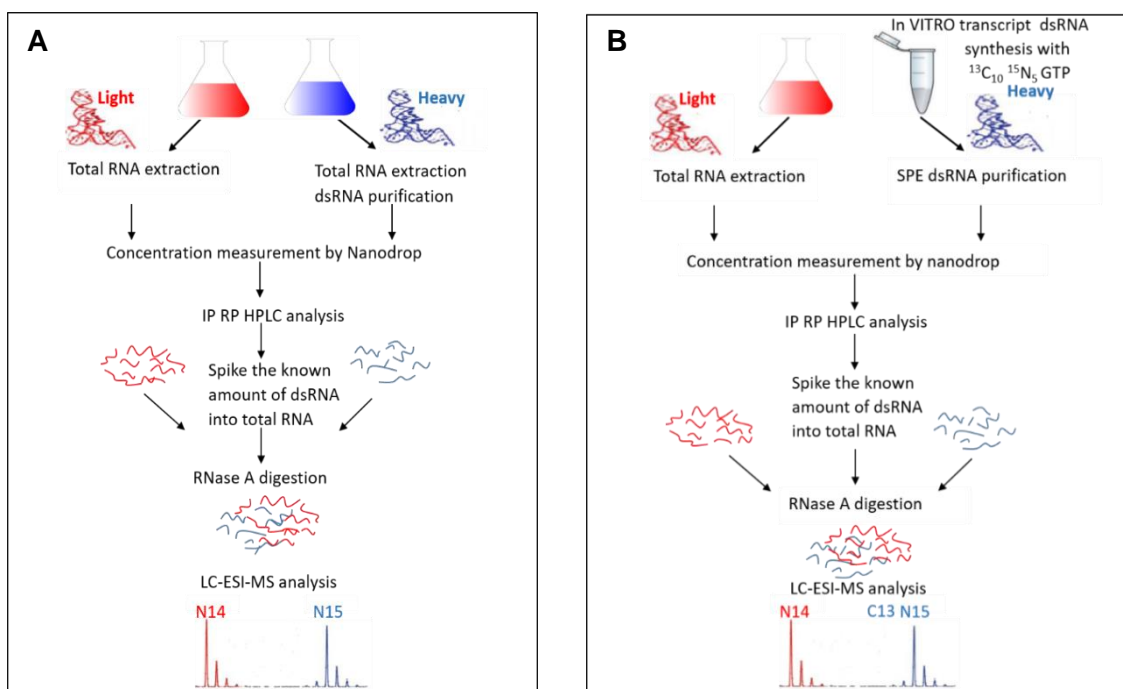 A
Light
Heavy
Total RNA extraction
Total RNA extraction
dsRNA purification
Concentration measurement by Nanodrop
IP RP HPLC analysis
Spike the known
amount of dsRNA
into total RNA
RNase A digestion
LC-ESI-MS analysis
N14
N15
B
In VITRO transcript dsRNA
synthesis with
¹³C₁₀ ¹⁵N₅ GTP
Light
Heavy
Total RNA extraction
SPE dsRNA purification
Concentration measurement by nanodrop
IP RP HPLC analysis
Spike the known
amount of dsRNA
into total RNA
RNase A digestion
LC-ESI-MS analysis
N14
C13 N15